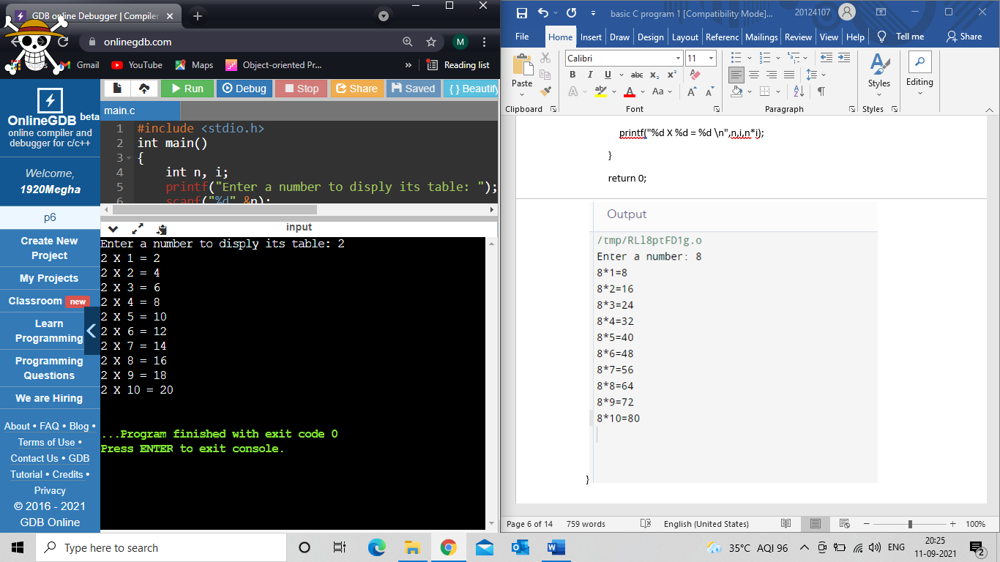 GDB online Debugger | Compiler
onlinegdb.com
M
Apps
Gmail
YouTube
Maps
Object-oriented Pr...
»
Reading list
OnlineGDB beta
online compiler and
debugger for c/c++
Welcome,
1920Megha
p6
Create New
Project
My Projects
Classroom new
Learn
Programming
Programming
Questions
We are Hiring
About • FAQ • Blog •
Terms of Use •
Contact Us • GDB
Tutorial • Credits •
Privacy
© 2016 - 2021
GDB Online
Run
Debug
Stop
Share
Saved
{ } Beautify
main.c
1 #include <stdio.h>
2 int main()
3 {
4 int n, i;
5 printf("Enter a number to disply its table: ");
6 scanf("%d",&n);
input
Enter a number to disply its table: 2
2 X 1 = 2
2 X 2 = 4
2 X 3 = 6
2 X 4 = 8
2 X 5 = 10
2 X 6 = 12
2 X 7 = 14
2 X 8 = 16
2 X 9 = 18
2 X 10 = 20
...Program finished with exit code 0
Press ENTER to exit console.
basic C program 1 [Compatibility Mode]...
20124107
File Home Insert Draw Design Layout Referenc Mailings Review View Help Tell me Share
Paste
Clipboard
Calibri 11
B I U abc x₂ x²
A A Aa A A
Font
Paragraph
Styles
Styles
Editing
printf("%d X %d = %d \n",n,i,n*i);
}
return 0;
Output
/tmp/RLl8ptFD1g.o
Enter a number: 8
8*1=8
8*2=16
8*3=24
8*4=32
8*5=40
8*6=48
8*7=56
8*8=64
8*9=72
8*10=80
}
Page 6 of 14 759 words English (United States) 100%
Type here to search
35°C AQI 96
ENG
20:25
11-09-2021
2